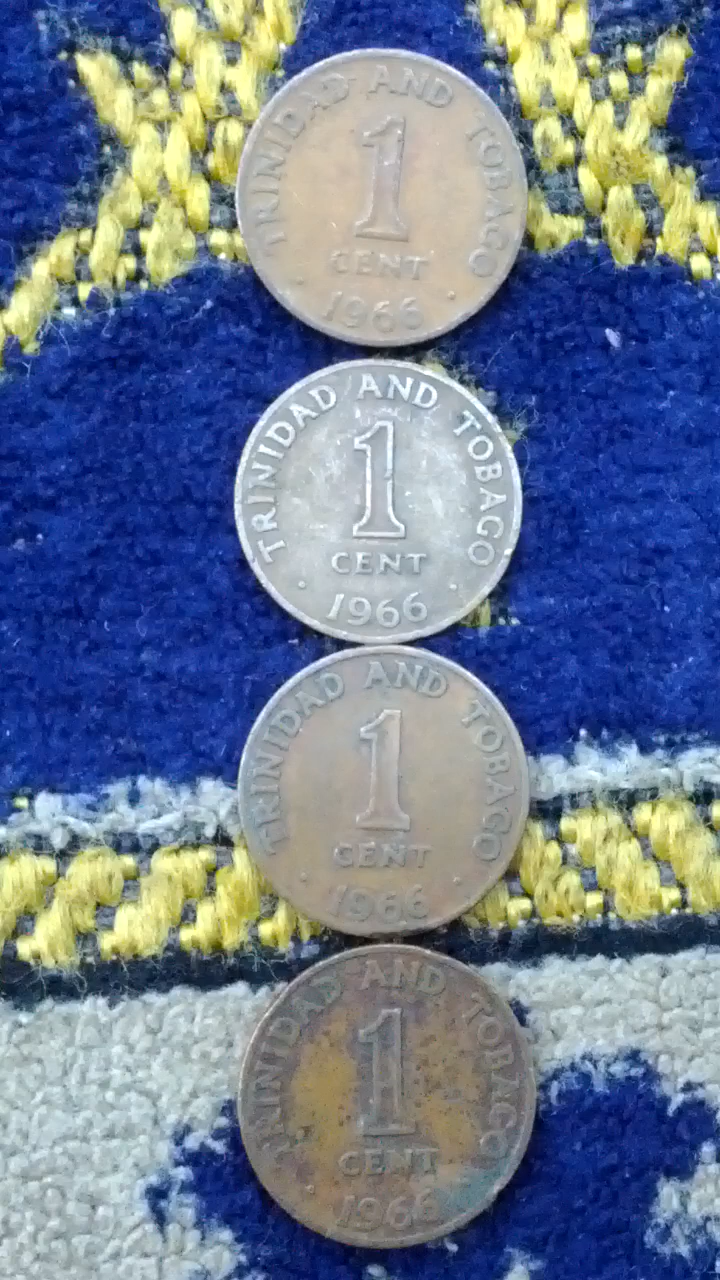 TRINIDAD AND TOBAGO
1
CENT
· 1966 ·
TRINIDAD AND TOBAGO
1
CENT
· 1966 ·
TRINIDAD AND TOBAGO
1
CENT
· 1966 ·
TRINIDAD AND TOBAGO
1
CENT
· 1966